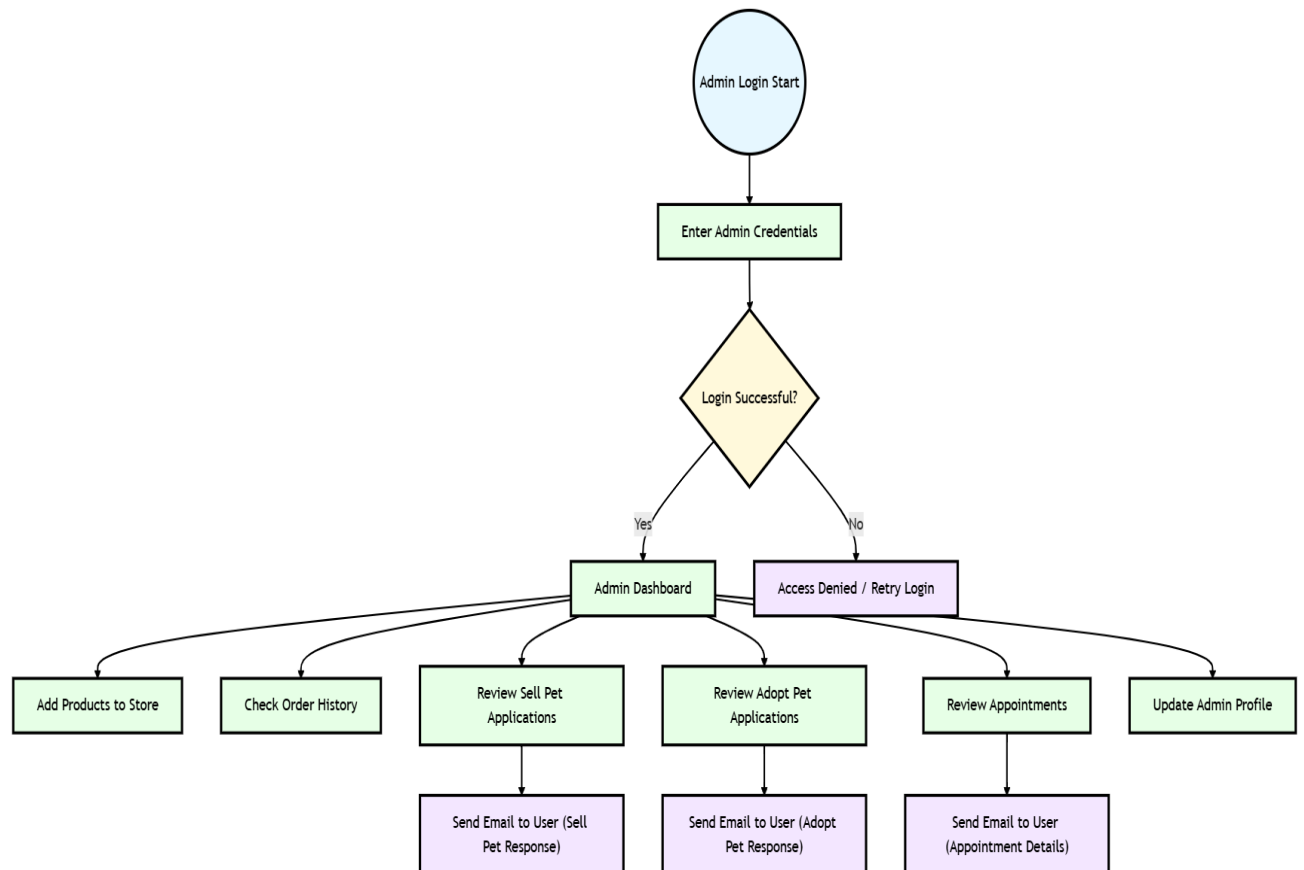 Admin Login Start
Enter Admin Credentials
Login Successful?
Yes
No
Admin Dashboard
Access Denied / Retry Login
Add Products to Store
Check Order History
Review Sell Pet
Applications
Review Adopt Pet
Applications
Review Appointments
Update Admin Profile
Send Email to User (Sell
Pet Response)
Send Email to User (Adopt
Pet Response)
Send Email to User
(Appointment Details)